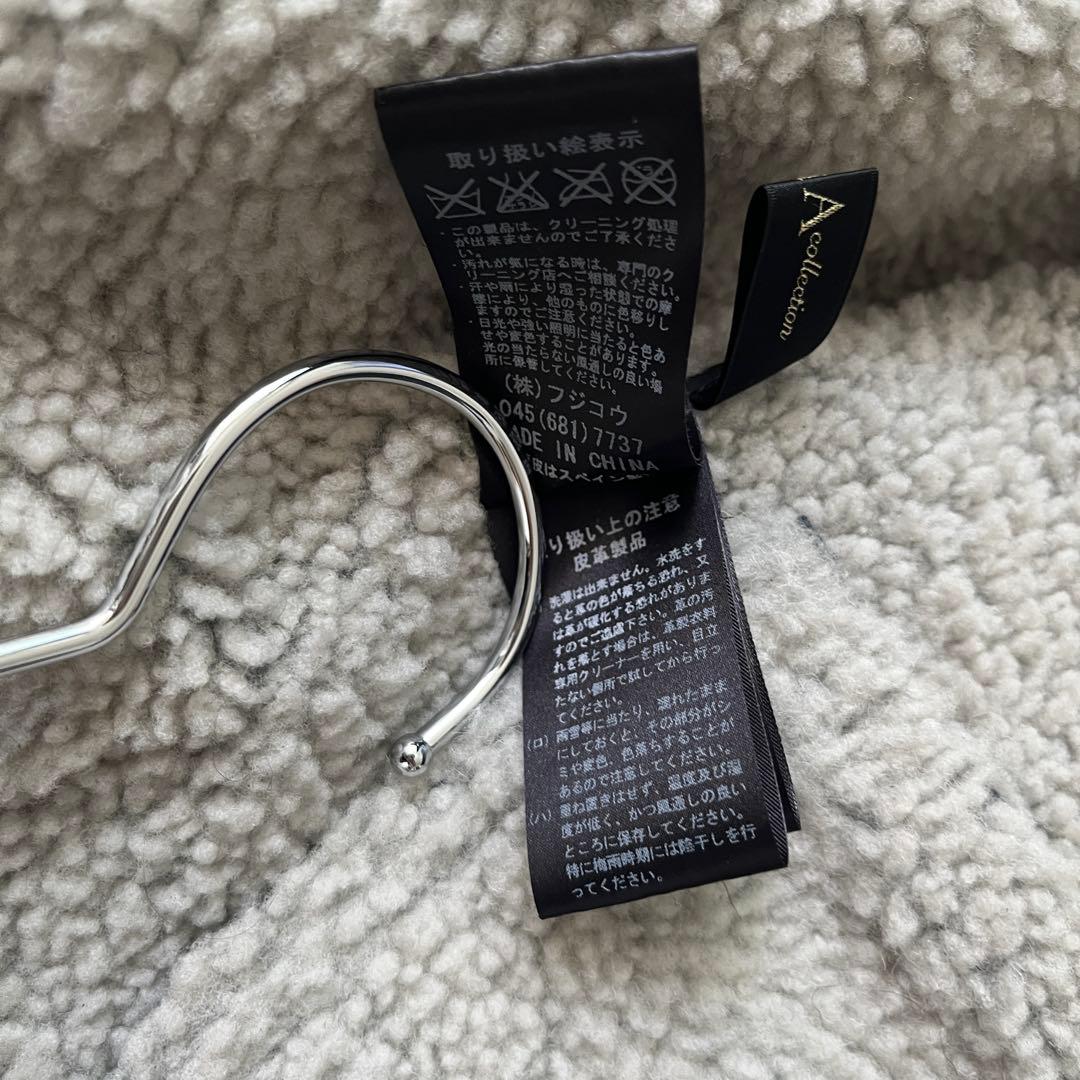 取り扱い絵表示
・この製品は、クリーニング処理
が出来ませんのでご了承くださ
い。
・汚れが気になる時は、専門のク
リーニング店へご相談ください。
・汗や雨により湿った状態での摩
擦により、他のものに色移りし
ますのでご注意ください。
・日光や強い照明に当たると色あ
せや変色することがあります。
光の当たらない風通しの良い場
所に保管してください。
(株)フジコウ
045(681)7737
MADE IN CHINA
皮はスペイン
り扱い上の注意
皮革製品
洗濯は出来ません。水洗をす
ると革の色が落ちる恐れ、又
は革が硬化する恐れがありま
すのでご遠慮下さい。革の汚
れを落とす場合は、革製衣料
専用クリーナーを用い、目立
たない個所で試してから行っ
てください。
(ロ) 雨雪等に当たり、濡れたまま
にしておくと、その部分がシ
ミや変色、色落ちすることが
あるので注意してください。
(ハ) 重ね置きはせず、温度及び湿
度が低く、かつ風通しの良い
ところに保存してください。
特に梅雨時期には陰干しを行
ってください。
A collection